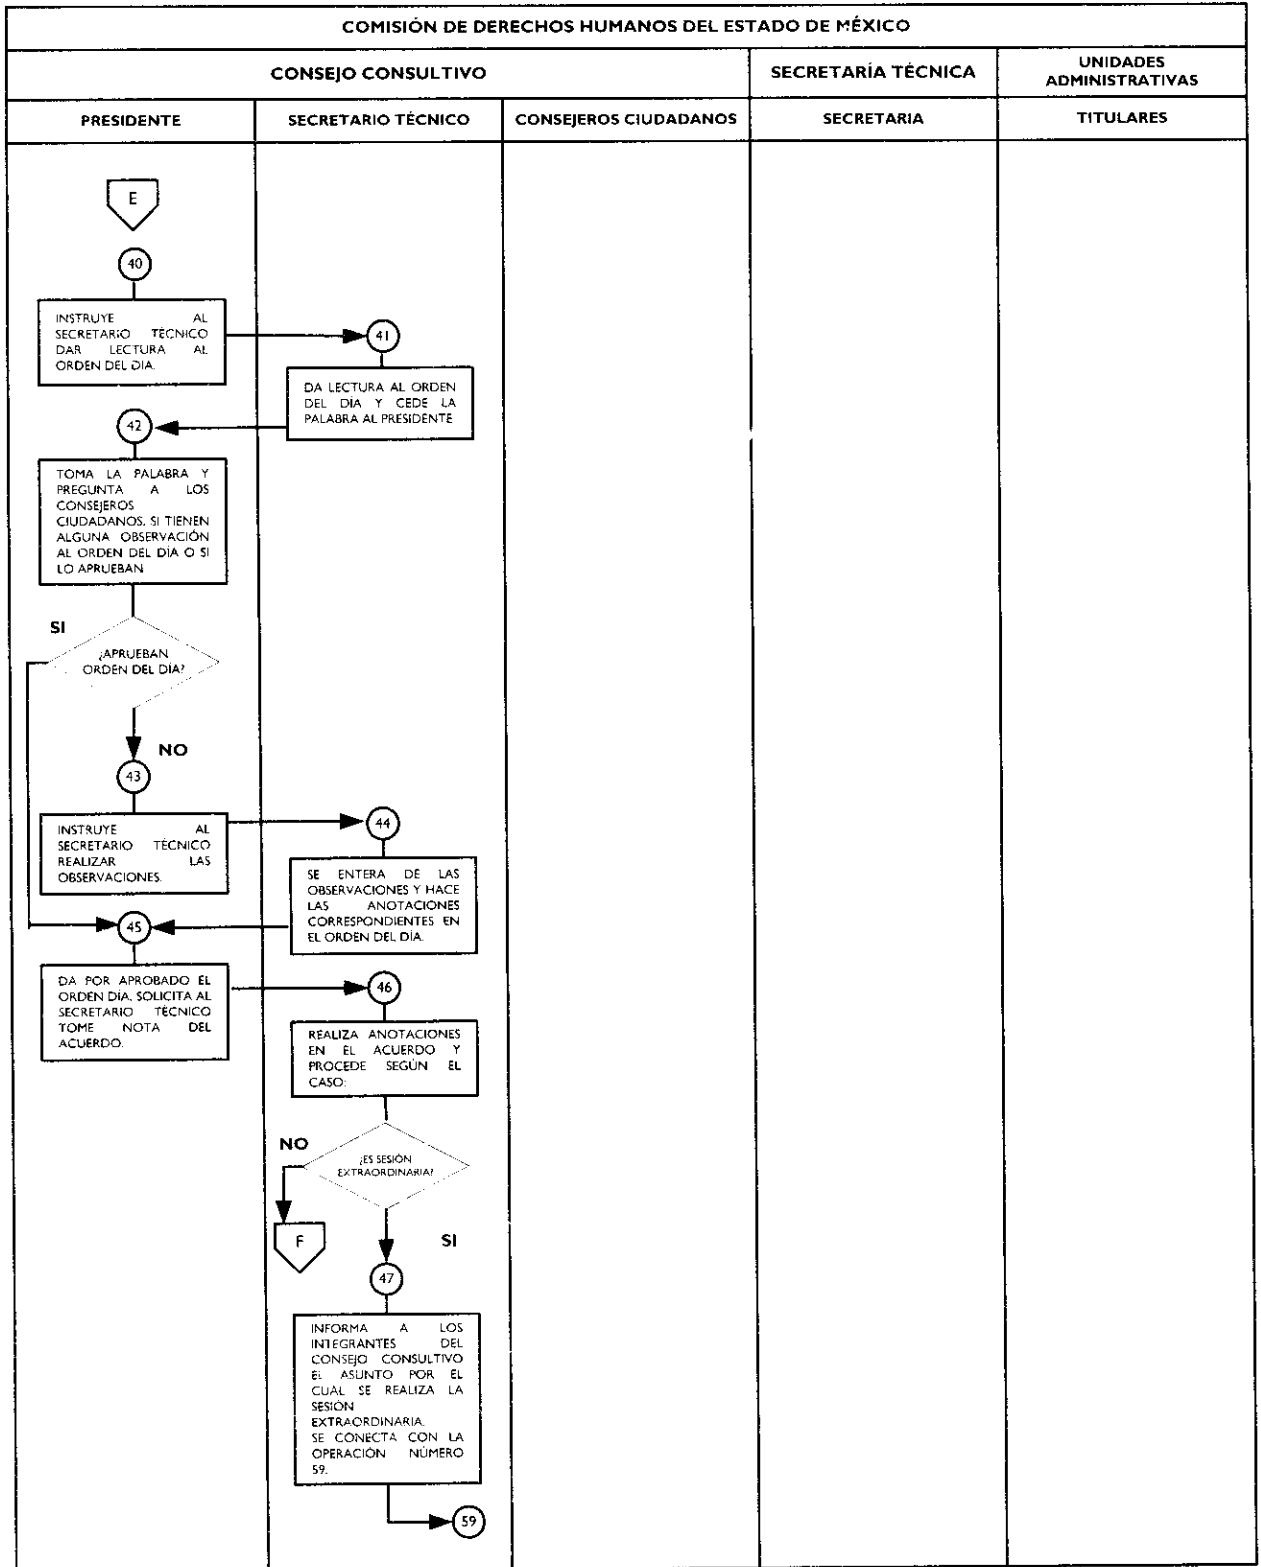 COMISIÓN DE DERECHOS HUMANOS DEL ESTADO DE MÉXICO
CONSEJO CONSULTIVO
SECRETARÍA TÉCNICA
UNIDADES
ADMINISTRATIVAS
PRESIDENTE
SECRETARIO TÉCNICO
CONSEJEROS CIUDADANOS
SECRETARIA
TITULARES
E
40
INSTRUYE AL
SECRETARIO TÉCNICO
DAR LECTURA AL
ORDEN DEL DIA.
41
DA LECTURA AL ORDEN
DEL DÍA Y CEDE LA
PALABRA AL PRESIDENTE
42
TOMA LA PALABRA Y
PREGUNTA A LOS
CONSEJEROS
CIUDADANOS, SI TIENEN
ALGUNA OBSERVACIÓN
AL ORDEN DEL DÍA O SI
LO APRUEBAN
SI
¿APRUEBAN
ORDEN DEL DÍA?
NO
43
INSTRUYE AL
SECRETARIO TÉCNICO
REALIZAR LAS
OBSERVACIONES.
44
SE ENTERA DE LAS
OBSERVACIONES Y HACE
LAS ANOTACIONES
CORRESPONDIENTES EN
EL ORDEN DEL DÍA.
45
DA POR APROBADO EL
ORDEN DÍA, SOLICITA AL
SECRETARIO TÉCNICO
TOME NOTA DEL
ACUERDO.
46
REALIZA ANOTACIONES
EN EL ACUERDO Y
PROCEDE SEGÚN EL
CASO:
NO
¿ES SESIÓN
EXTRAORDINARIA?
F
SI
47
INFORMA A LOS
INTEGRANTES DEL
CONSEJO CONSULTIVO
EL ASUNTO POR EL
CUAL SE REALIZA LA
SESIÓN
EXTRAORDINARIA.
SE CONECTA CON LA
OPERACIÓN NÚMERO
59.
59